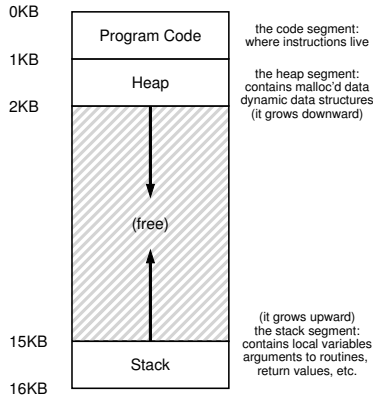 0KB
Program Code
the code segment:
where instructions live
1KB
Heap
the heap segment:
contains malloc'd data
dynamic data structures
(it grows downward)
2KB
(free)
(it grows upward)
the stack segment:
contains local variables
arguments to routines,
return values, etc.
15KB
Stack
16KB